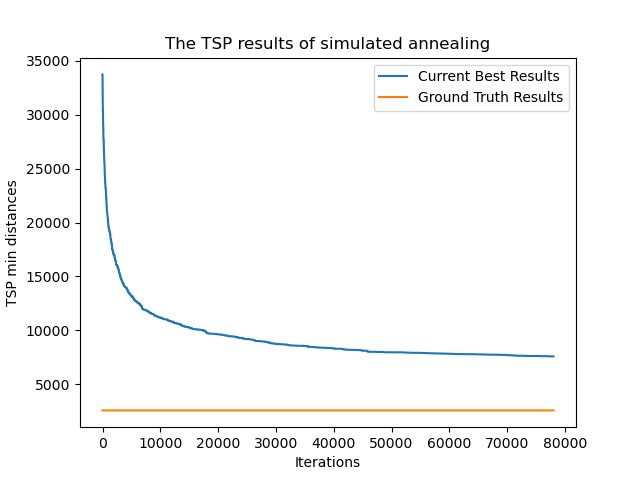 The TSP results of simulated annealing
Current Best Results
Ground Truth Results
35000
30000
25000
20000
15000
10000
5000
TSP min distances
0 10000 20000 30000 40000 50000 60000 70000 80000
Iterations